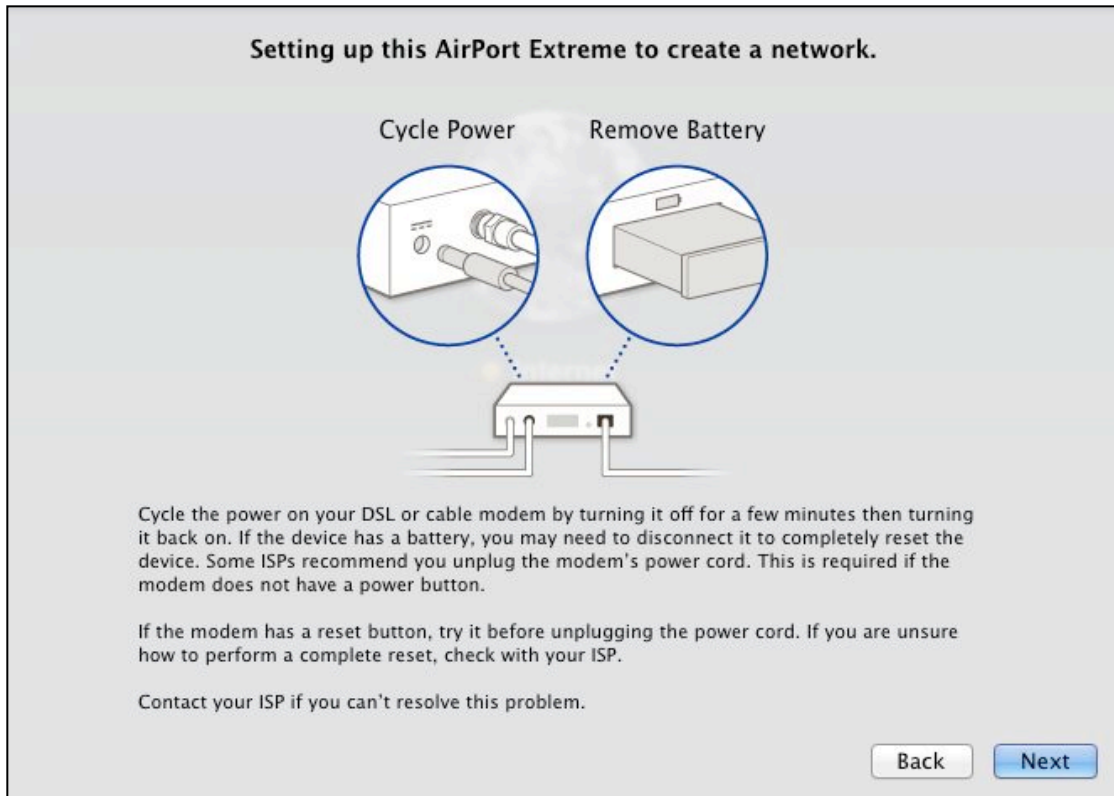 Setting up this AirPort Extreme to create a network.
Cycle Power
Remove Battery
Internet
Cycle the power on your DSL or cable modem by turning it off for a few minutes then turning
it back on. If the device has a battery, you may need to disconnect it to completely reset the
device. Some ISPs recommend you unplug the modem’s power cord. This is required if the
modem does not have a power button.
If the modem has a reset button, try it before unplugging the power cord. If you are unsure
how to perform a complete reset, check with your ISP.
Contact your ISP if you can’t resolve this problem.
Back
Next